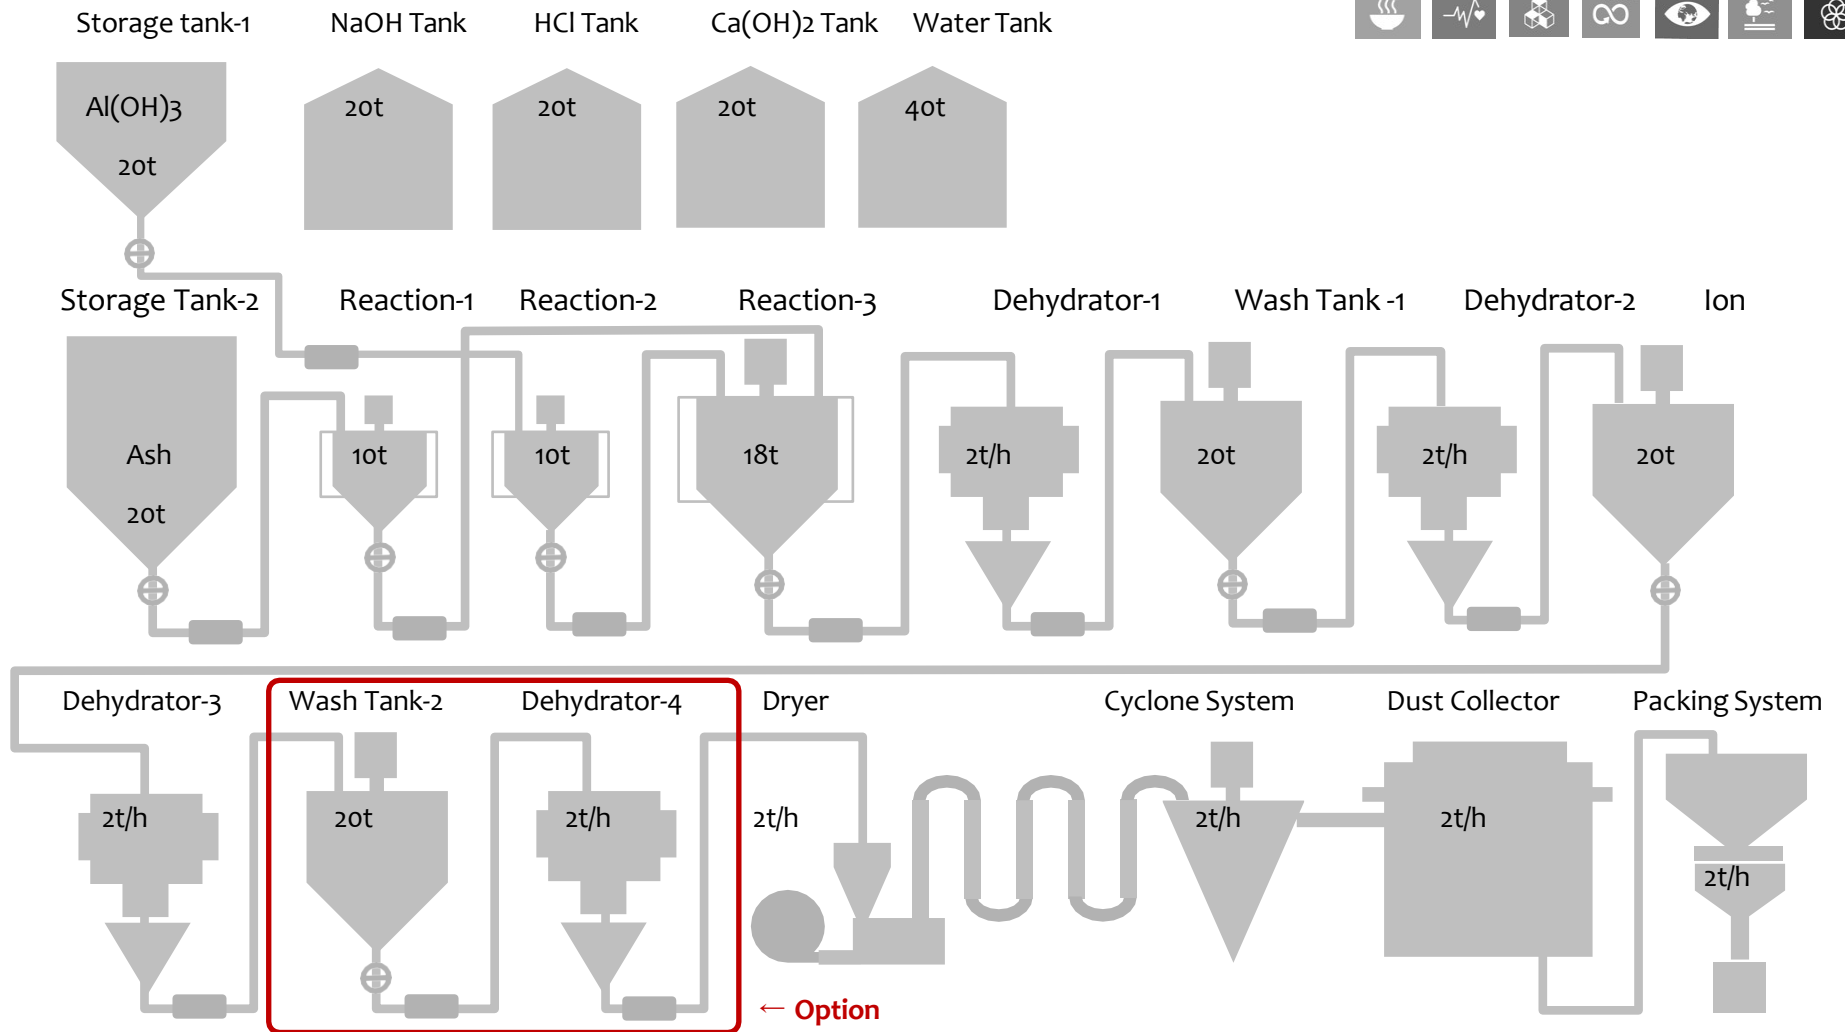 Storage tank-1 NaOH Tank HCl Tank Ca(OH)2 Tank Water Tank
Al(OH)3 20t 20t 20t 40t
20t
Storage Tank-2 Reaction-1 Reaction-2 Reaction-3 Dehydrator-1 Wash Tank -1 Dehydrator-2 Ion
Ash 10t 10t 18t 2t/h 20t 2t/h 20t
20t
Dehydrator-3 Wash Tank-2 Dehydrator-4 Dryer Cyclone System Dust Collector Packing System
2t/h 20t 2t/h 2t/h 2t/h 2t/h
2t/h
← Option